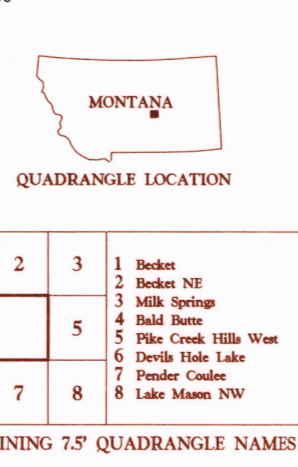 MONTANA
QUADRANGLE LOCATION
2 3
5
7 8
1 Becket
2 Becket NE
3 Milk Springs
4 Bald Butte
5 Pike Creek Hills West
6 Devils Hole Lake
7 Pender Coulee
8 Lake Mason NW
INING 7.5' QUADRANGLE NAMES